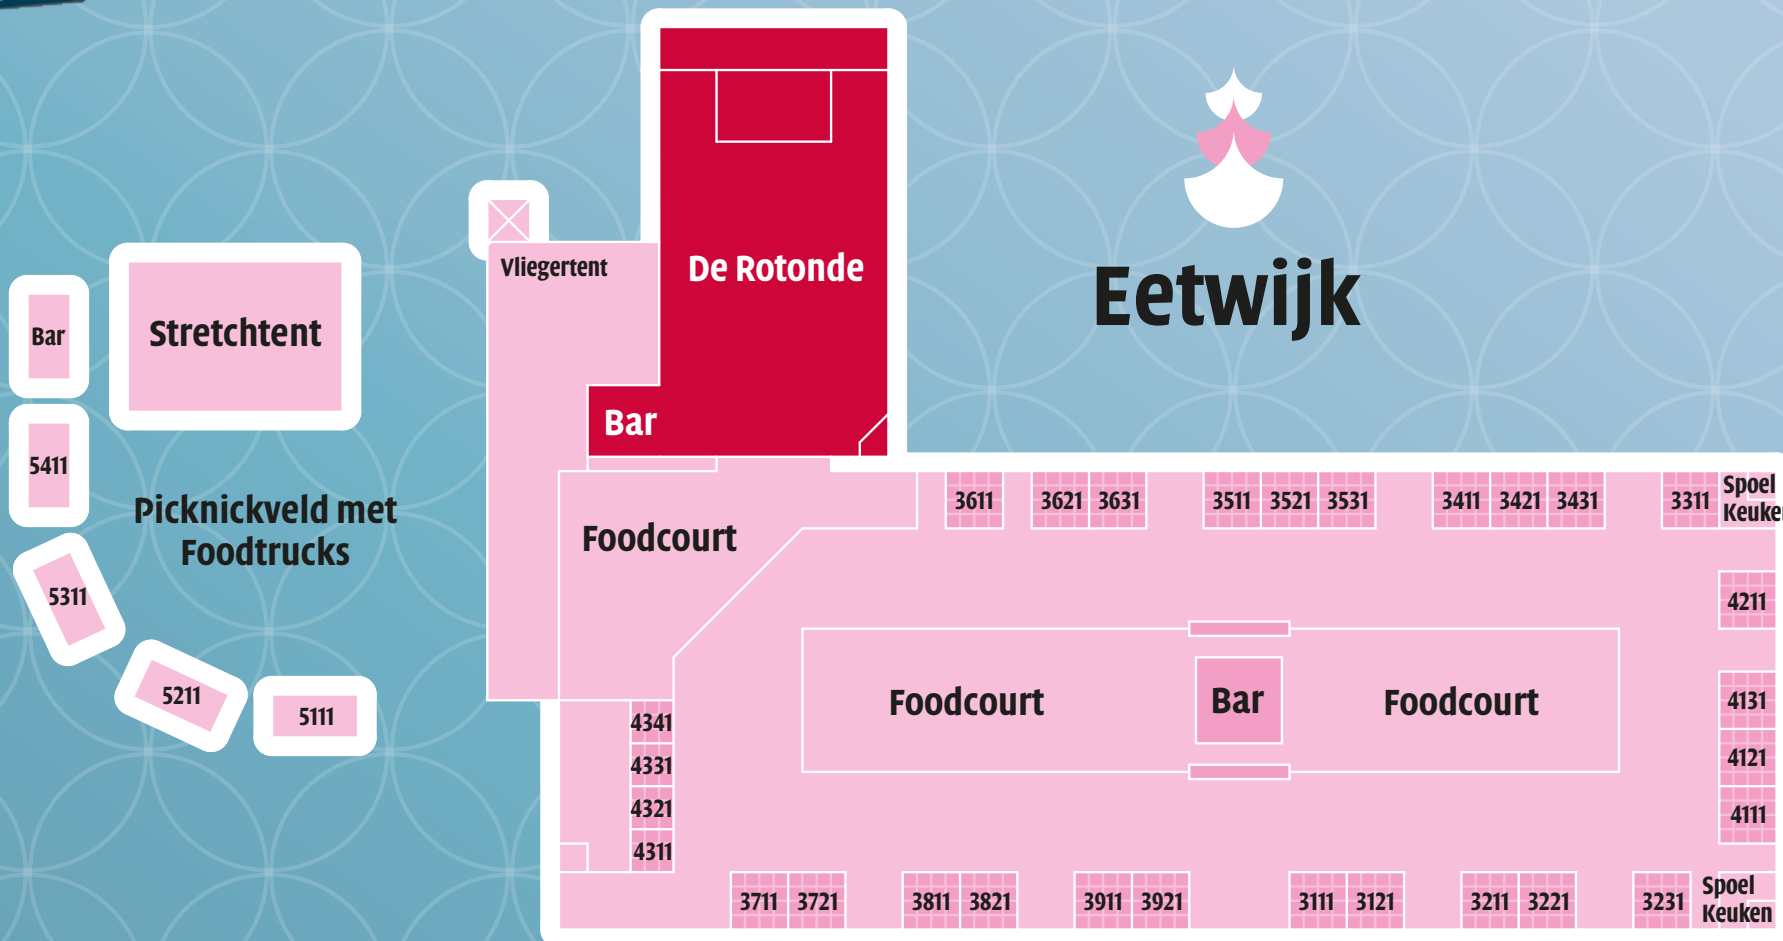 Eetwijk
De Rotonde
Bar
Vliegertent
Stretchtent
Bar
5411
Picknickveld met
Foodtrucks
5311
5211
5111
Foodcourt
3611
3621
3631
3511
3521
3531
3411
3421
3431
3311
Spoel
Keuken
4211
4131
4121
4111
Foodcourt
Bar
Foodcourt
4341
4331
4321
4311
3711
3721
3811
3821
3911
3921
3111
3121
3211
3221
3231
Spoel
Keuken